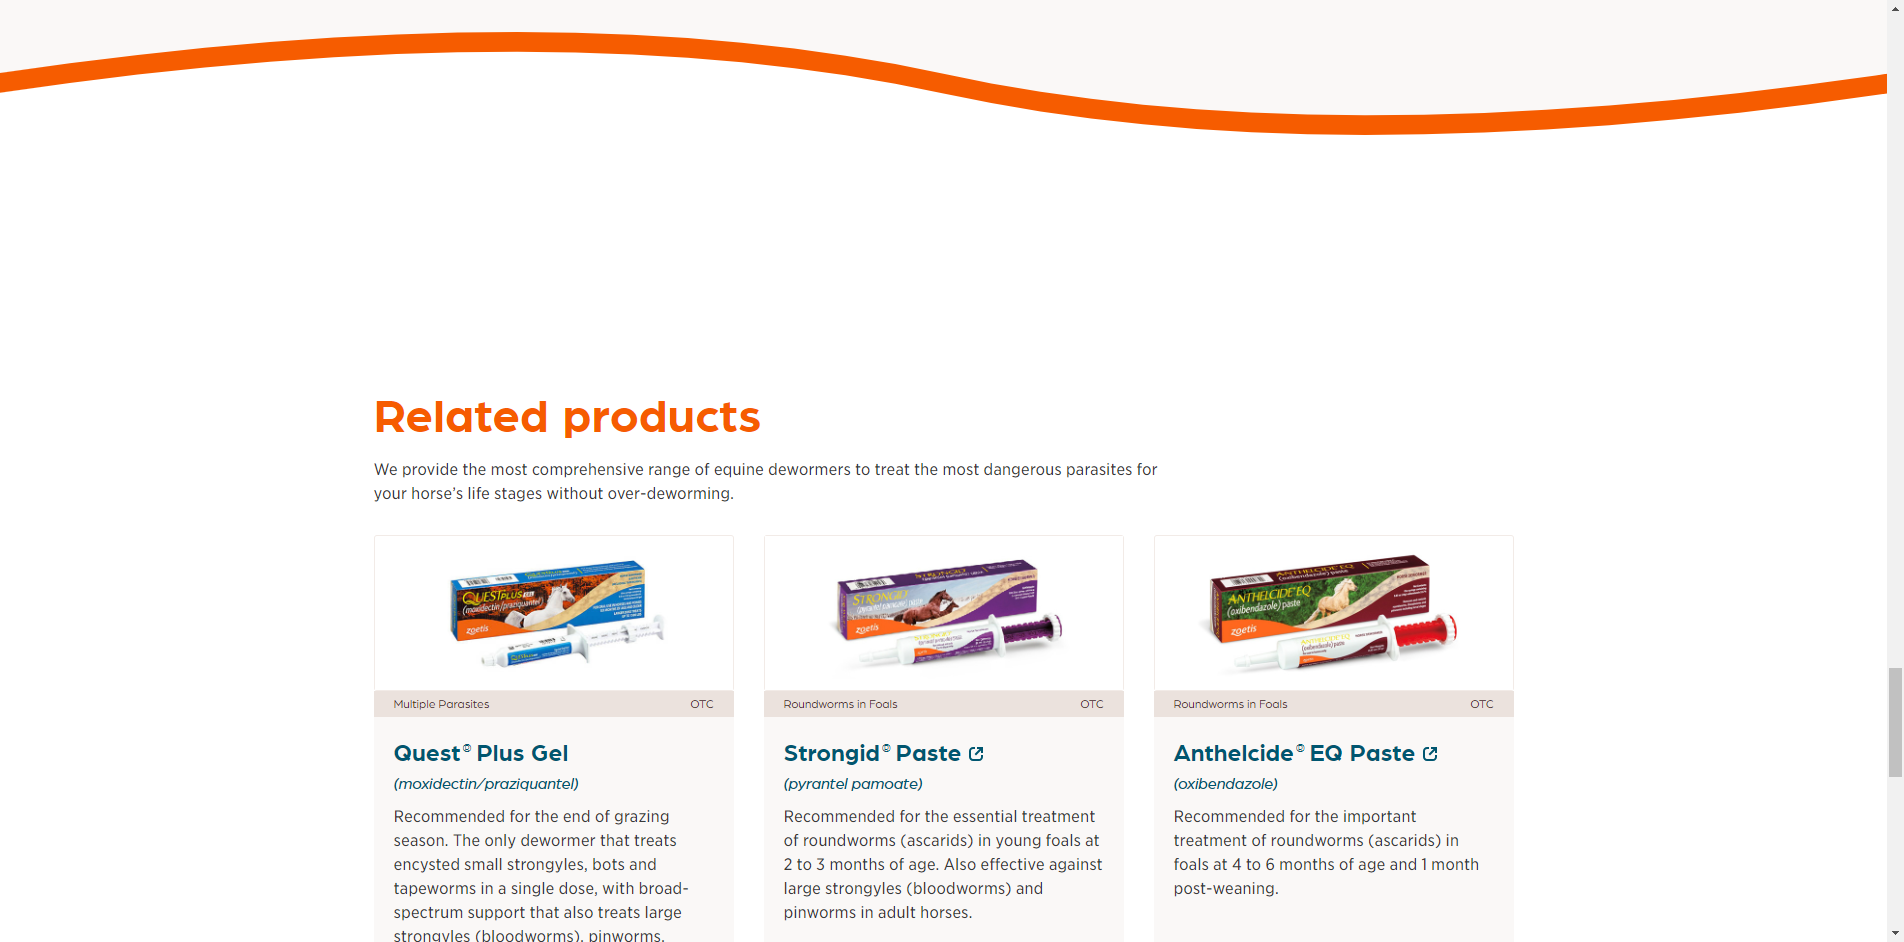 Related products
We provide the most comprehensive range of equine dewormers to treat the most dangerous parasites for
your horse’s life stages without over-deworming.
QUEST PLUS GEL
(moxidectin/praziquantel)
zoetis
STRONGID
zoetis
ANTHELCIDE EQ
(oxibendazole) paste
zoetis
ANTHELCIDE EQ
(oxibendazole) paste
Multiple Parasites OTC
Roundworms in Foals OTC
Roundworms in Foals OTC
Quest® Plus Gel
(moxidectin/praziquantel)
Recommended for the end of grazing
season. The only dewormer that treats
encysted small strongyles, bots and
tapeworms in a single dose, with broad-
spectrum support that also treats large
strongyles (bloodworms), pinworms,
Strongid® Paste
(pyrantel pamoate)
Recommended for the essential treatment
of roundworms (ascarids) in young foals at
2 to 3 months of age. Also effective against
large strongyles (bloodworms) and
pinworms in adult horses.
Anthelcide® EQ Paste
(oxibendazole)
Recommended for the important
treatment of roundworms (ascarids) in
foals at 4 to 6 months of age and 1 month
post-weaning.